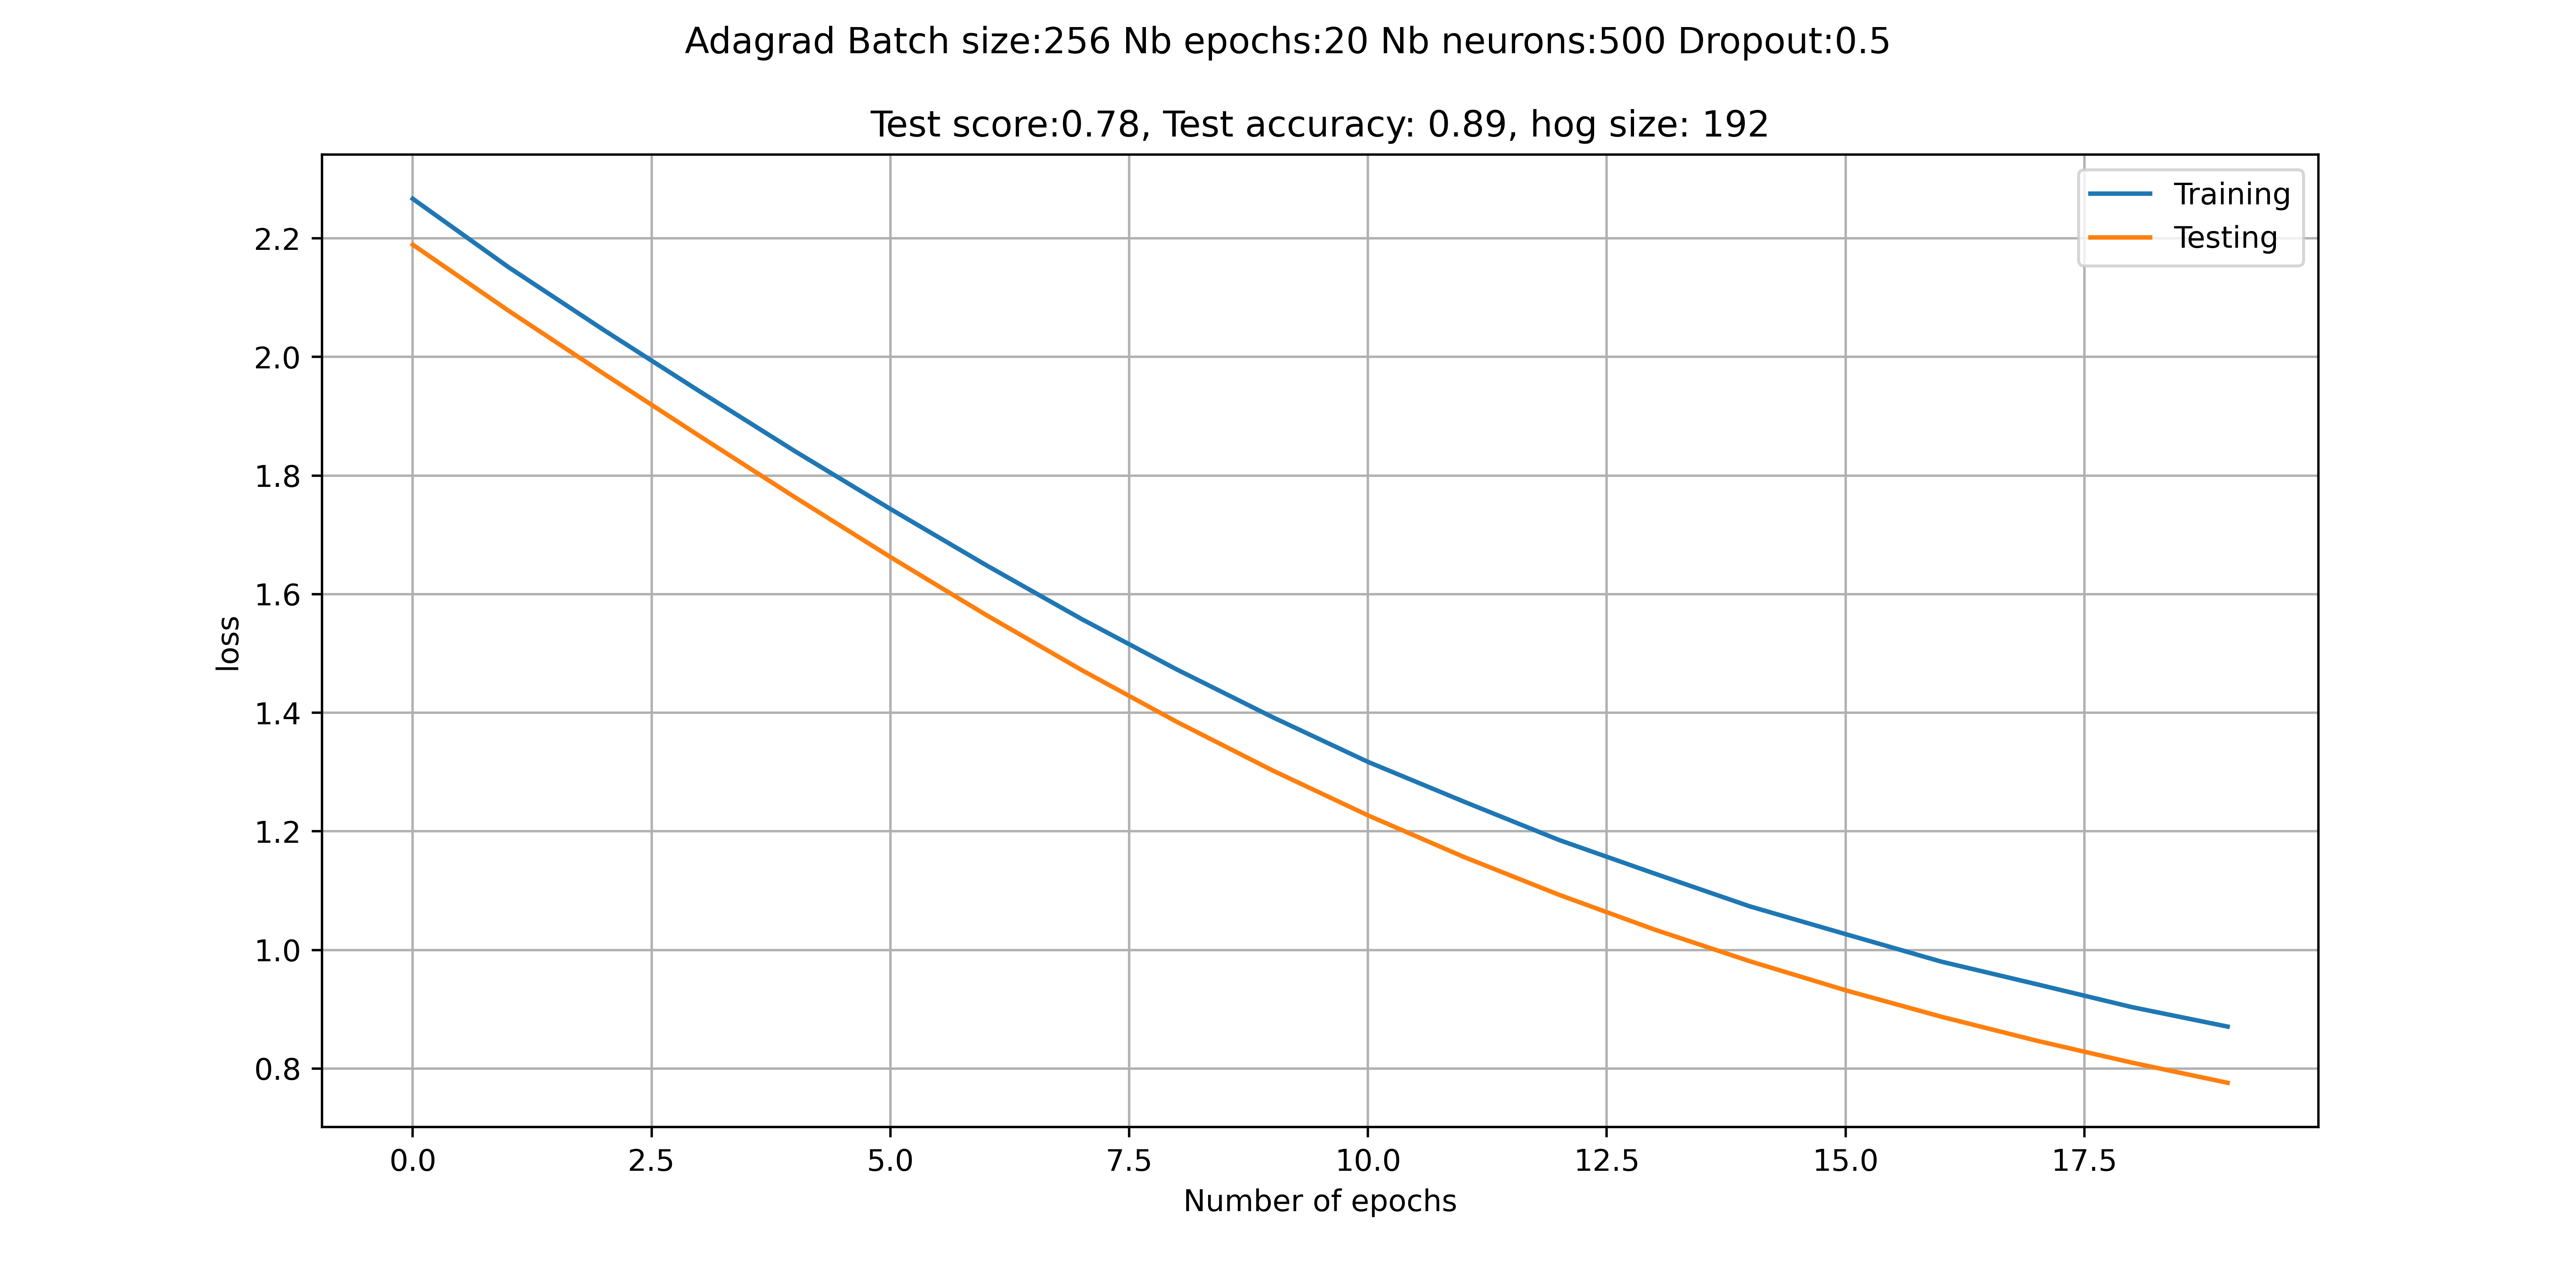 Adagrad Batch size:256 Nb epochs:20 Nb neurons:500 Dropout:0.5
Test score:0.78, Test accuracy: 0.89, hog size: 192
Training
Testing
2.2
2.0
1.8
1.6
1.4
1.2
1.0
0.8
loss
0.0 2.5 5.0 7.5 10.0 12.5 15.0 17.5
Number of epochs